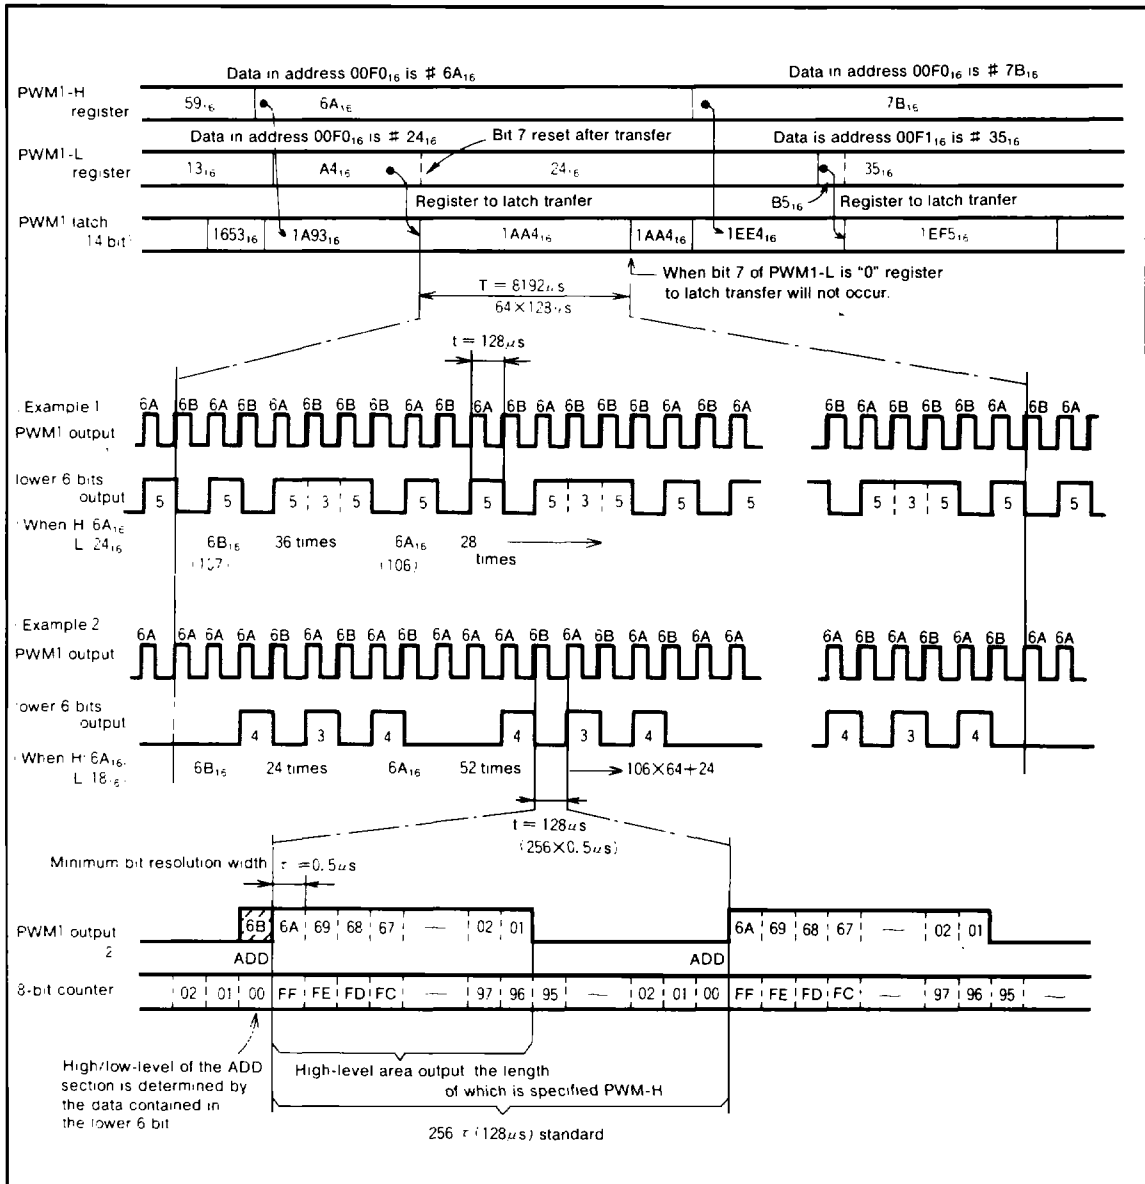 Data in address 00F0₁₆ is # 6A₁₆
Data in address 00F0₁₆ is # 7B₁₆
PWM1-H
register
59₁₆
6A₁₆
7B₁₆
Data in address 00F0₁₆ is # 24₁₆
Bit 7 reset after transfer
Data is address 00F1₁₆ is # 35₁₆
PWM1-L
register
13₁₆
A4₁₆
24₁₆
35₁₆
Register to latch tranfer
B5₁₆
Register to latch tranfer
PWM1 latch
14 bit
1653₁₆
1A93₁₆
1AA4₁₆
1AA4₁₆
1EE4₁₆
1EF5₁₆
When bit 7 of PWM1-L is "0" register
to latch transfer will not occur.
T = 8192μs
64×128μs
t = 128μs
6A 6B 6A 6B 6A 6B 6B 6B 6A 6B 6A 6B 6A 6B 6B 6B 6A 6B 6A
6B 6A 6B 6B 6B 6A 6B 6A
Example 1
PWM1 output
lower 6 bits
output
5 5 5 3 5 5 5 5 3 5 5 5
5 3 5 5 5
When H 6A₁₆
L 24₁₆
6B₁₆
(107)
36 times
6A₁₆
(106)
28
times
Example 2
PWM1 output
6A 6A 6A 6A 6B 6A 6B 6A 6B 6A 6A 6A 6B 6A 6B 6A 6B 6A 6A
6A 6B 6A 6B 6A 6B 6A 6A
lower 6 bits
output
4 3 4 4 3 4
4 3 4
When H 6A₁₆
L 18₁₆
6B₁₆
24 times
6A₁₆
52 times
106×64+24
t = 128μs
(256×0.5μs)
Minimum bit resolution width
τ =0.5μs
PWM1 output
2
6B 6A 69 68 67 — 02 01
6A 69 68 67 — 02 01
ADD
ADD
8-bit counter
02 01 00 FF FE FD FC — 97 96 95 — 02 01 00 FF FE FD FC — 97 96 95 —
High/low-level of the ADD
section is determined by
the data contained in
the lower 6 bit
High-level area output the length
of which is specified PWM-H
256 τ (128μs) standard